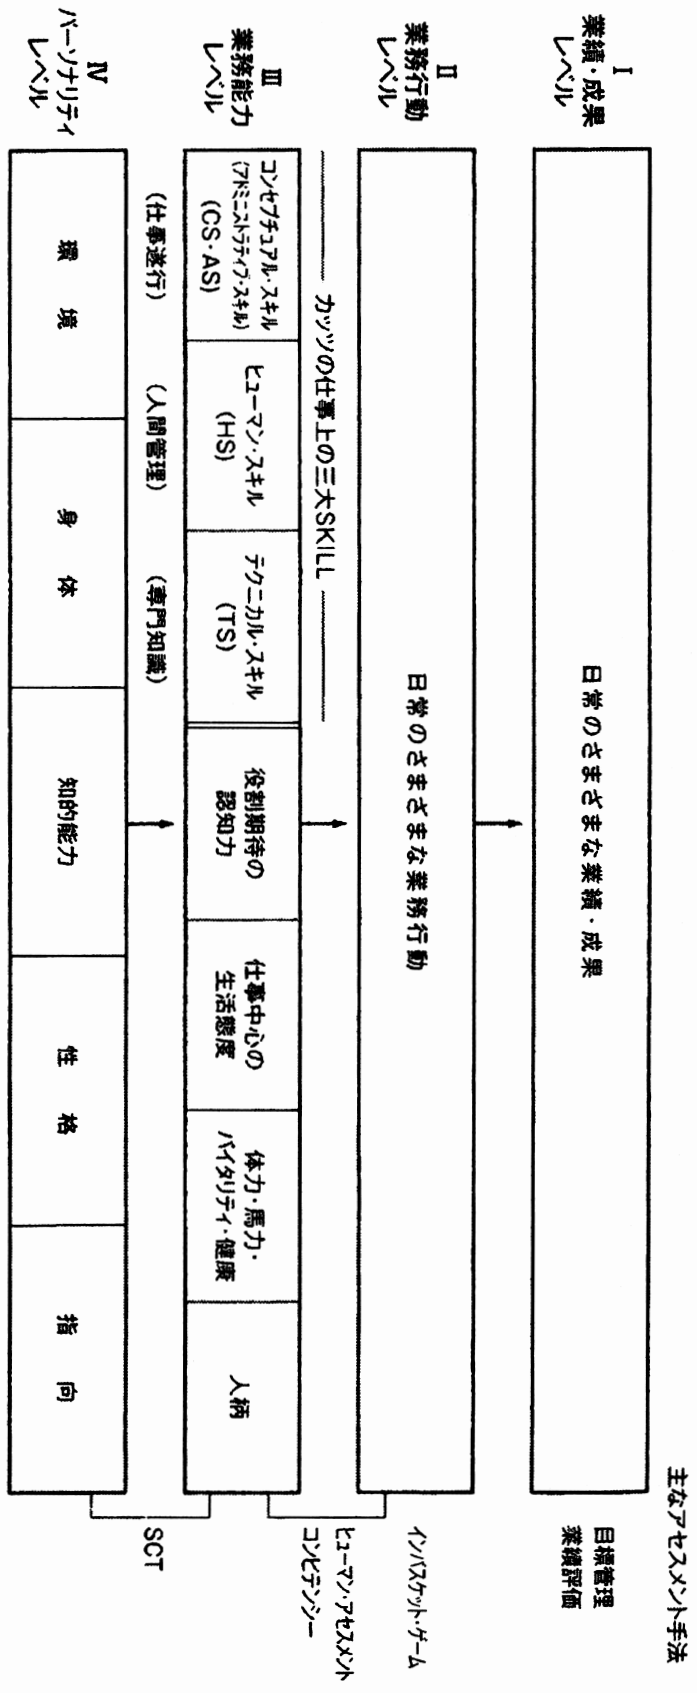 主なアセスメント手法
I
業績・成果
レベル
日常のさまざまな業績・成果
目標管理
業績評価
II
業務行動
レベル
日常のさまざまな業務行動
インバスケット・ゲーム
カッツの仕事上の三大SKILL
ヒューマン・アセスメント
コンピテンシー
III
業務能力
レベル
コンセプチュアル・スキル
(アドミニストラティブ・スキル)
(CS・AS)
ヒューマン・スキル
(HS)
テクニカル・スキル
(TS)
役割期待の
認知力
仕事中心の
生活態度
体力・馬力・
バイタリティ・健康
人柄
(仕事遂行)
(人間管理)
(専門知識)
SCT
IV
パーソナリティ
レベル
環境
身体
知的能力
性格
指向